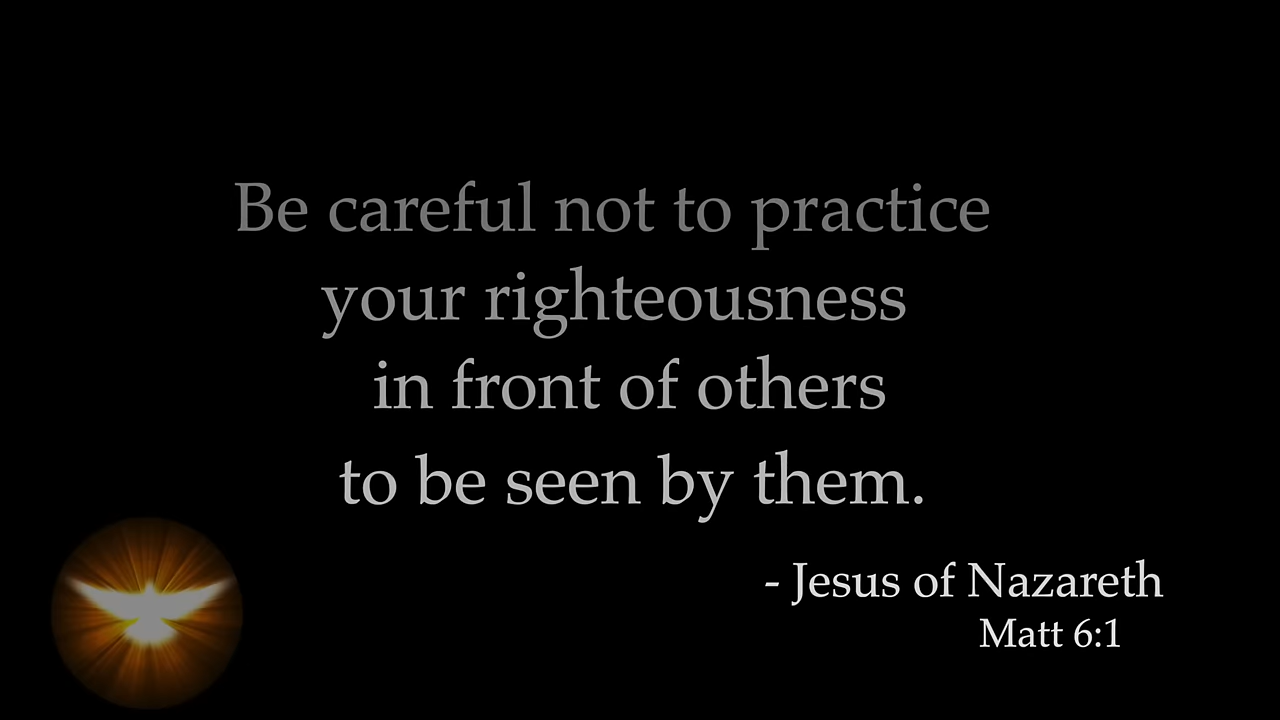 Be careful not to practice
your righteousness
in front of others
to be seen by them.
- Jesus of Nazareth
Matt 6:1